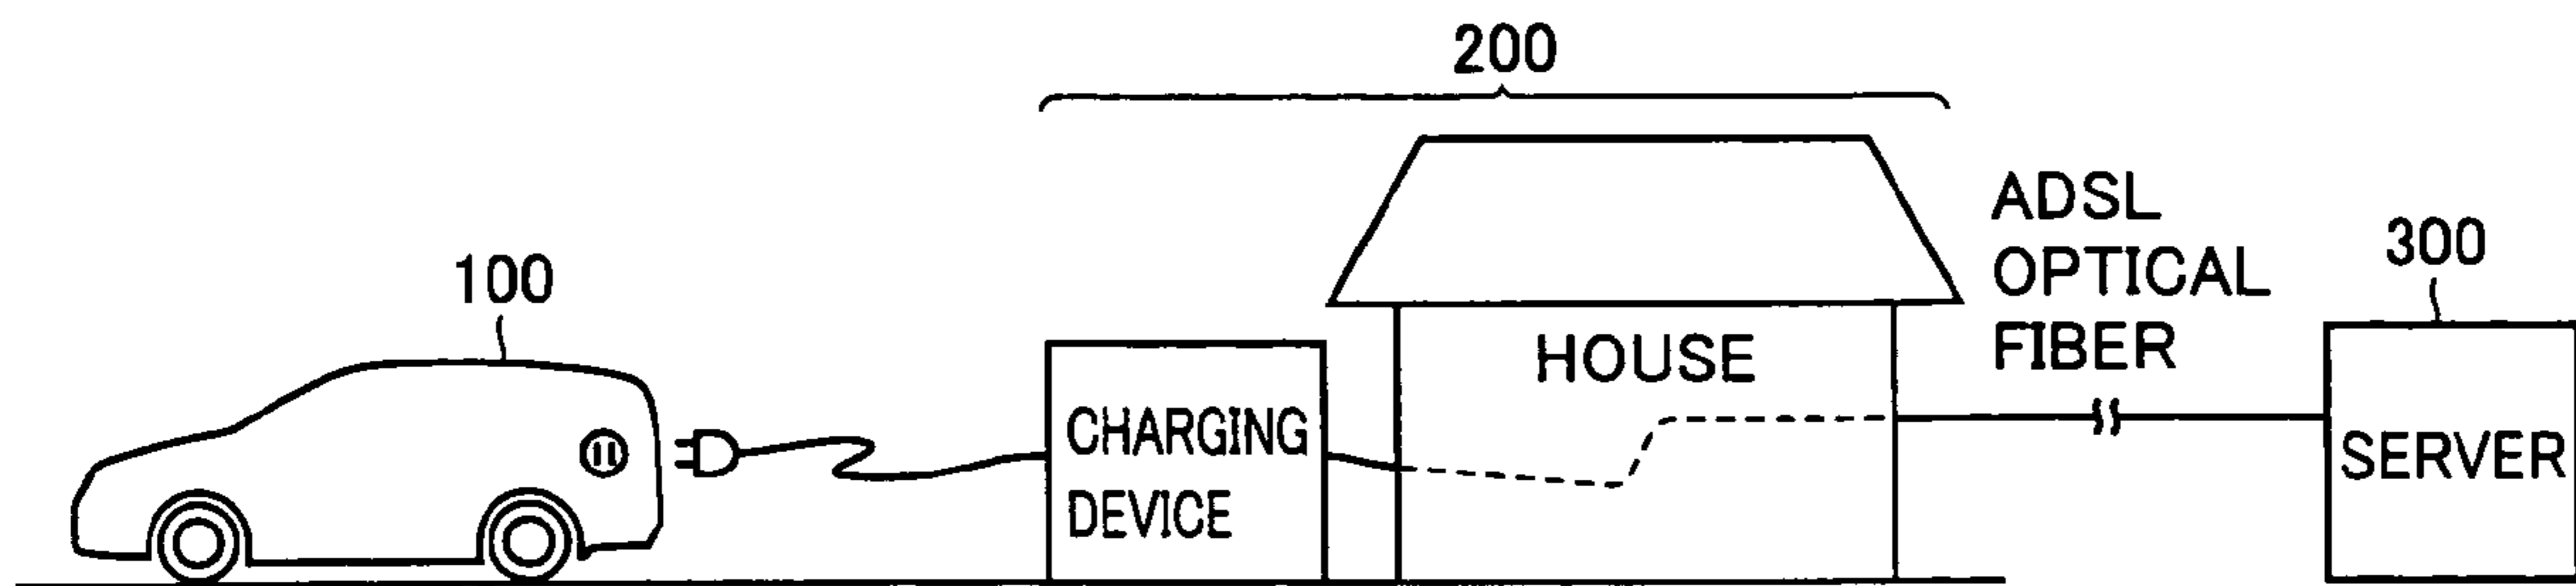 200
100
CHARGING
DEVICE
HOUSE
ADSL
OPTICAL
FIBER
300
SERVER